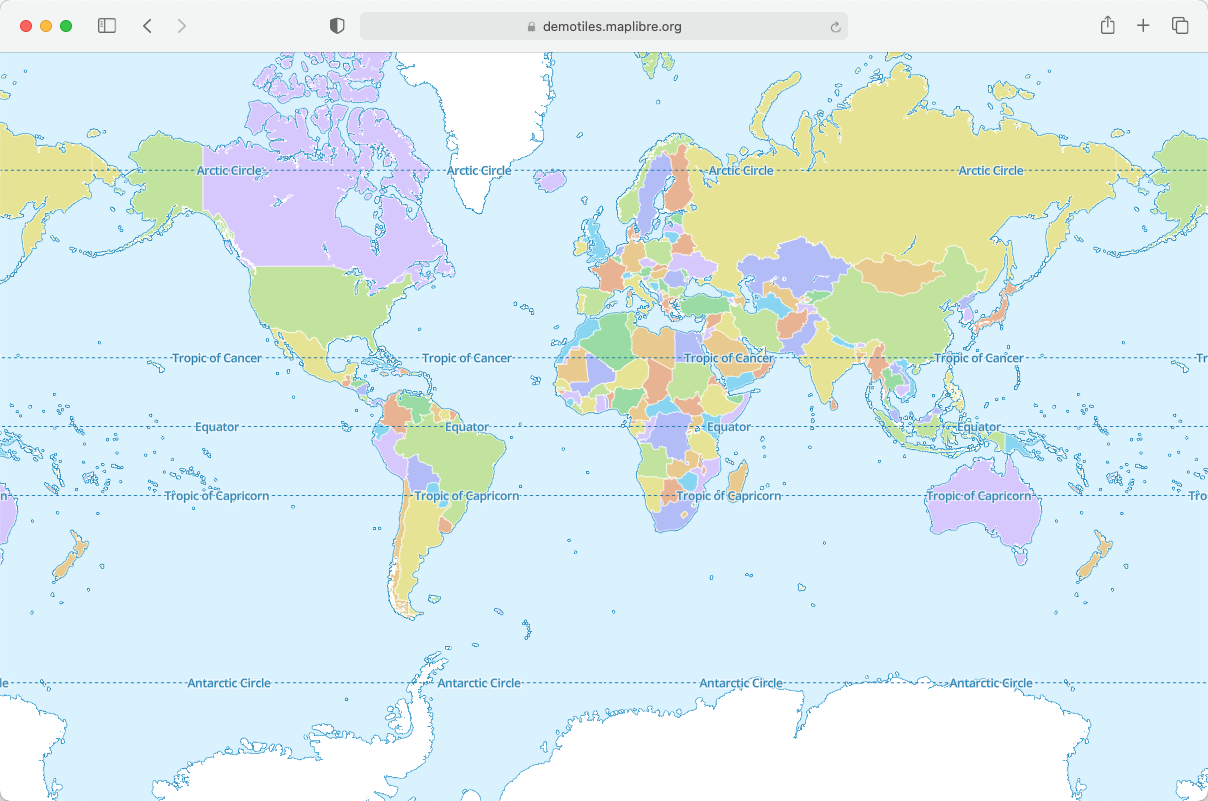 demotiles.maplibre.org
Arctic Circle Arctic Circle Arctic Circle Arctic Circle
Tropic of Cancer Tropic of Cancer Tropic of Cancer Tropic of Cancer Tr
Equator Equator Equator Equator
n Tropic of Capricorn Tropic of Capricorn Tropic of Capricorn Tropic of Capricorn Tro
le Antarctic Circle Antarctic Circle Antarctic Circle Antarctic Circle